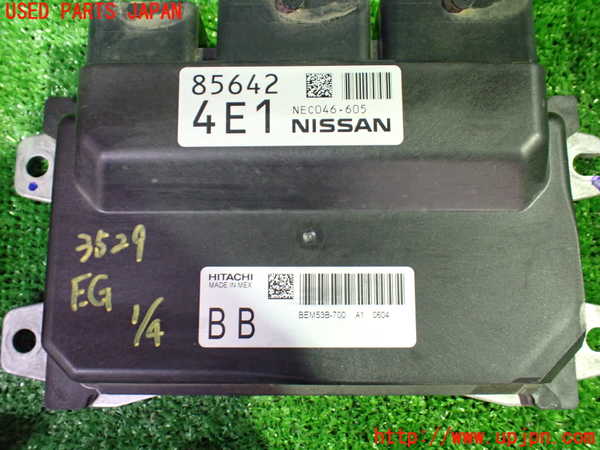 USED PARTS JAPAN
85642
4E1
NEC046-605
NISSAN
3529
E.G
1/4
HITACHI
MADE IN MEX
BB
BEM53B-700 A1 0604
http://www.upjpn.com